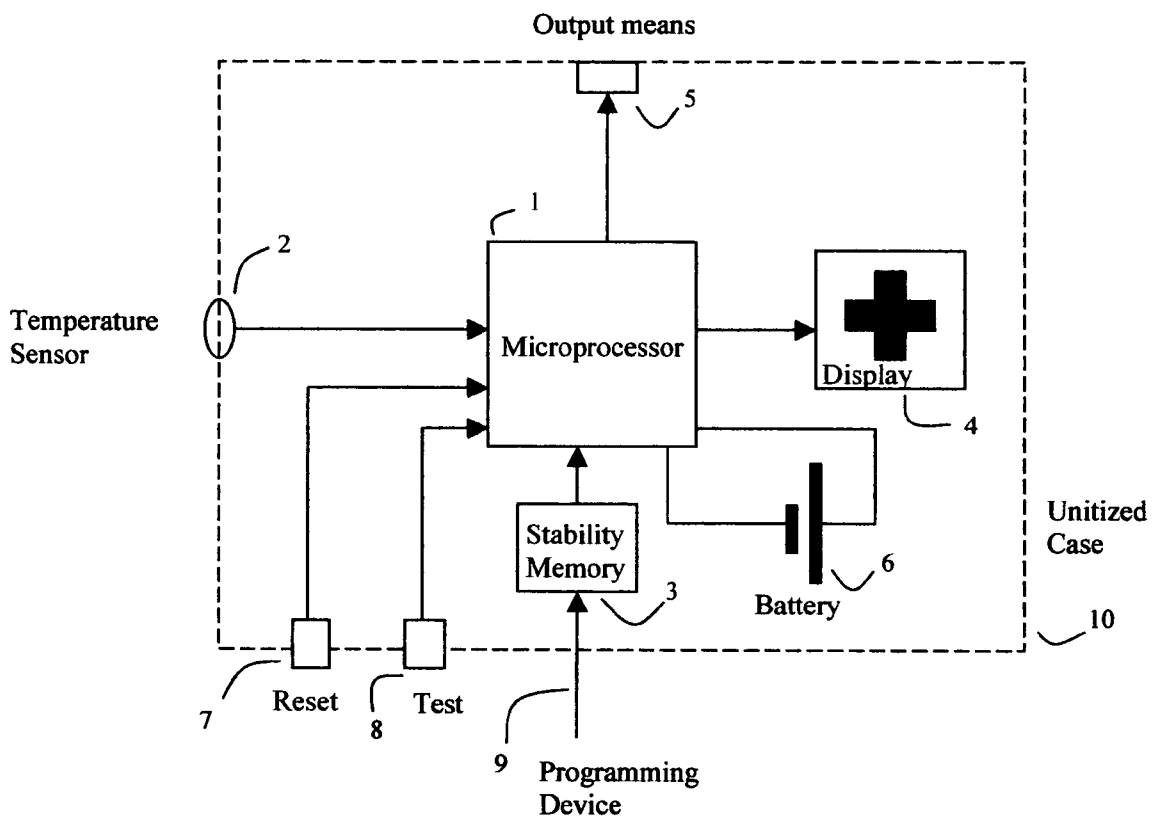 Output means
5
1
2
Temperature
Sensor
Microprocessor
Display
4
Stability
Memory
Unitized
Case
6
3
Battery
10
7
Reset
8
Test
9
Programming
Device